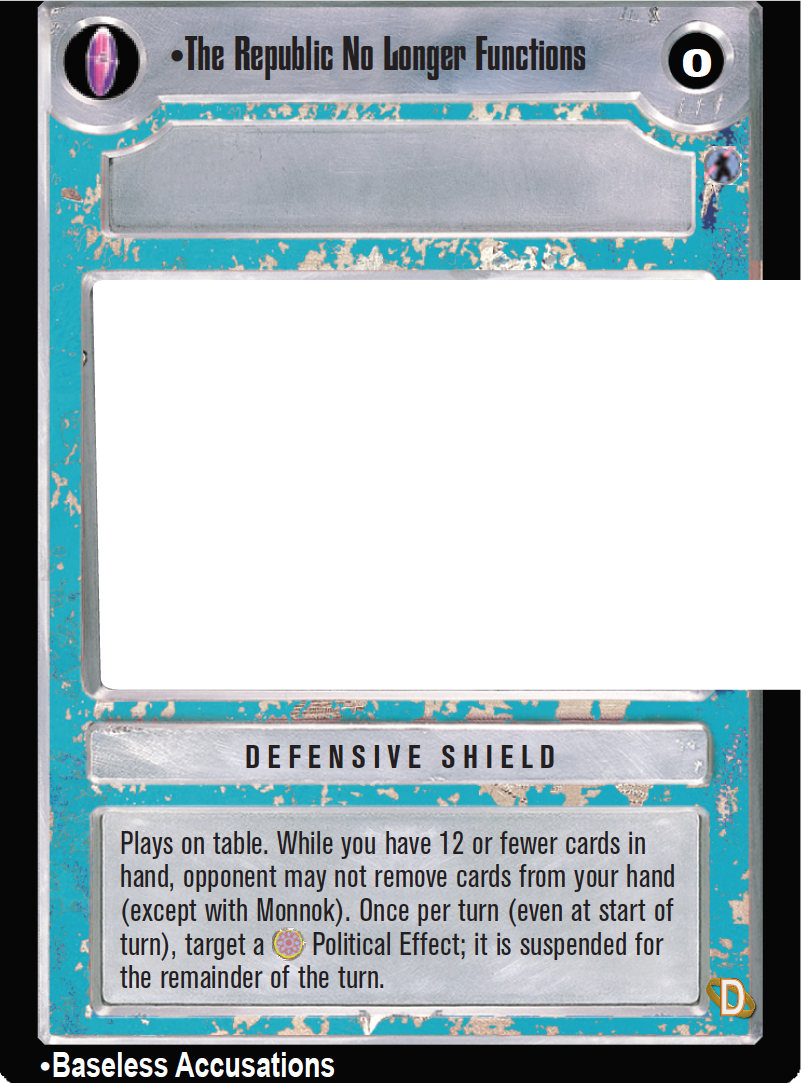 •The Republic No Longer Functions
0
DEFENSIVE SHIELD
Plays on table. While you have 12 or fewer cards in
hand, opponent may not remove cards from your hand
(except with Monnok). Once per turn (even at start of
turn), target a Political Effect; it is suspended for
the remainder of the turn.
D
•Baseless Accusations